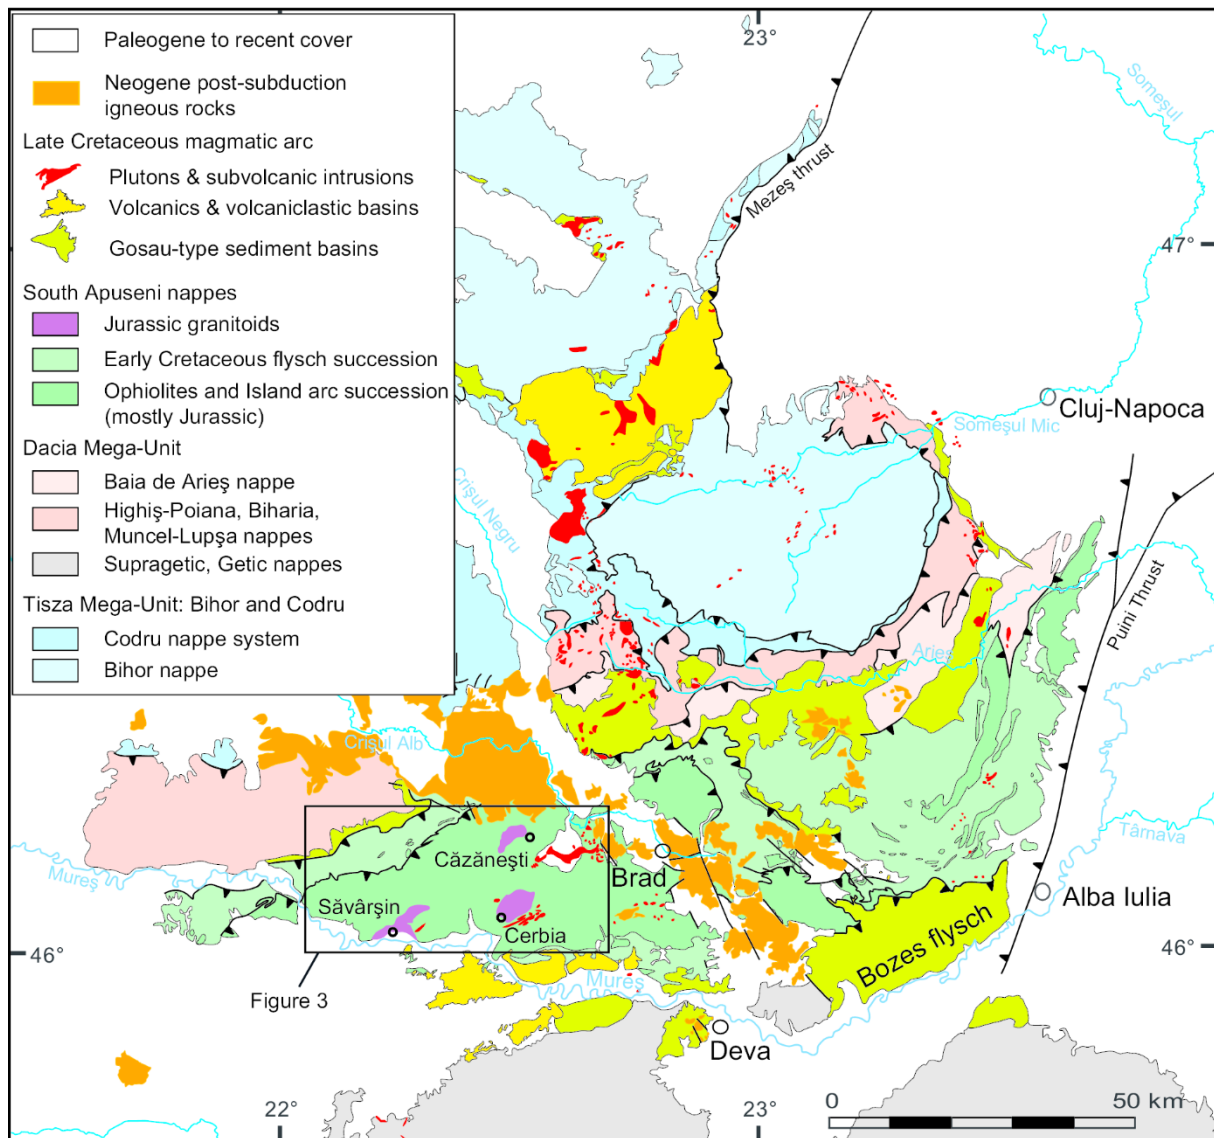 Paleogene to recent cover
Neogene post-subduction
igneous rocks
Late Cretaceous magmatic arc
Plutons & subvolcanic intrusions
Volcanics & volcaniclastic basins
Gosau-type sediment basins
South Apuseni nappes
Jurassic granitoids
Early Cretaceous flysch succession
Ophiolites and Island arc succession
(mostly Jurassic)
Dacia Mega-Unit
Baia de Arieş nappe
Highiş-Poiana, Biharia,
Muncel-Lupşa nappes
Supragetic, Getic nappes
Tisza Mega-Unit: Bihor and Codru
Codru nappe system
Bihor nappe
23°
Someşul
Mezeş thrust
47°
Cluj-Napoca
Someşul Mic
Crişul Negru
Puini Thrust
Arieş
Crişul Alb
Târnava
Mureş
Căzăneşti
Brad
Săvârşin
Cerbia
Alba Iulia
Bozes flysch
46°
46°
Figure 3
Mureş
Deva
22°
23°
0
50 km